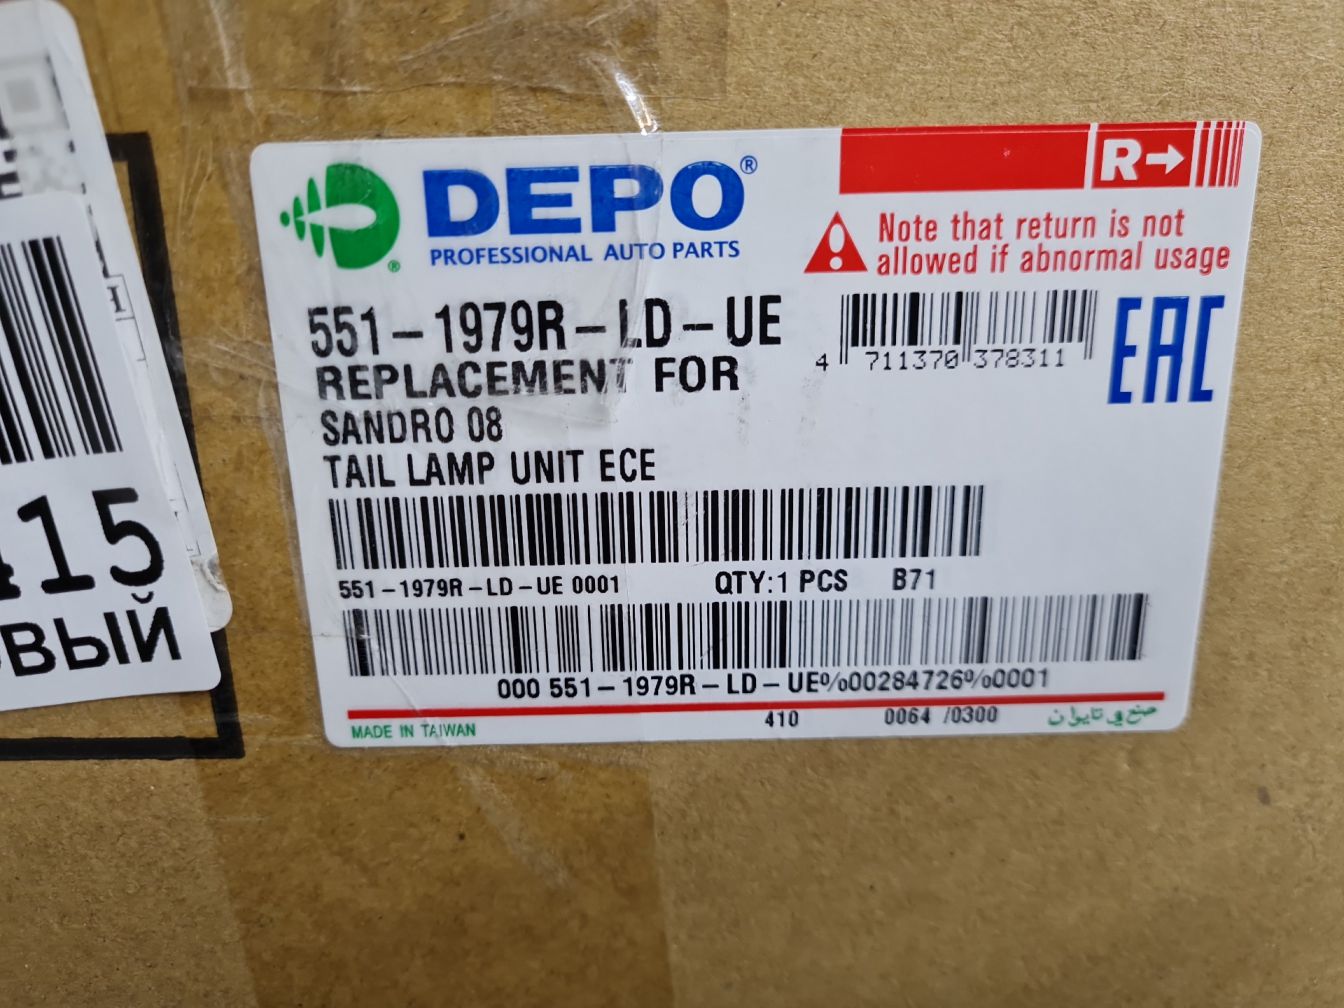 DEPO®
PROFESSIONAL AUTO PARTS
R→
Note that return is not
allowed if abnormal usage
551-1979R-LD-UE
4 711370 378311
EAC
REPLACEMENT FOR
SANDRO 08
TAIL LAMP UNIT ECE
551-1979R-LD-UE 0001 QTY:1 PCS B71
000 551-1979R-LD-UE%00284726%0001
MADE IN TAIWAN 410 0064 /0300 صنع في تايوان
415
ВЫЙ